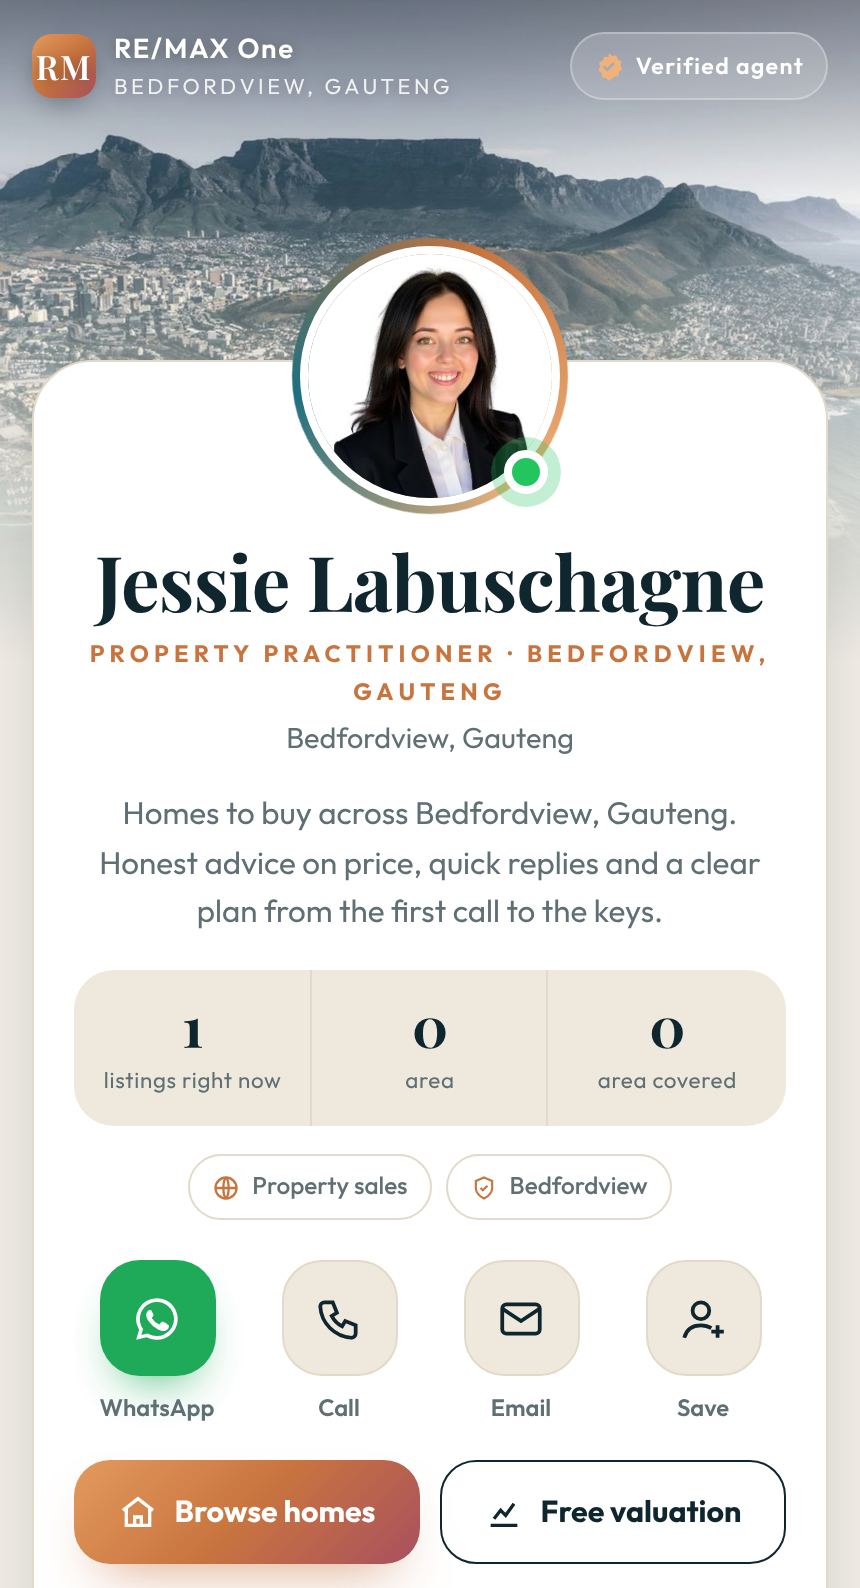 RM
RE/MAX One
BEDFORDVIEW, GAUTENG
Verified agent
Jessie Labuschagne
PROPERTY PRACTITIONER · BEDFORDVIEW,
GAUTENG
Bedfordview, Gauteng
Homes to buy across Bedfordview, Gauteng.
Honest advice on price, quick replies and a clear
plan from the first call to the keys.
1
listings right now
0
area
0
area covered
Property sales
Bedfordview
WhatsApp
Call
Email
Save
Browse homes
Free valuation